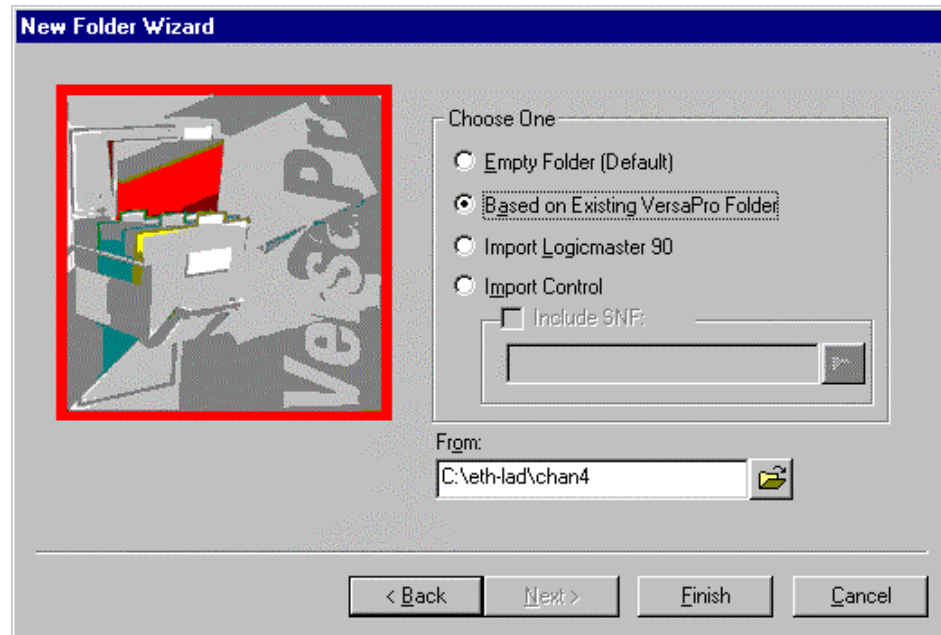 New Folder Wizard
VersaPro
Choose One
Empty Folder (Default)
Based on Existing VersaPro Folder
Import Logicmaster 90
Import Control
Include SNF:
From:
C:\eth-lad\chan4
< Back
Next >
Finish
Cancel